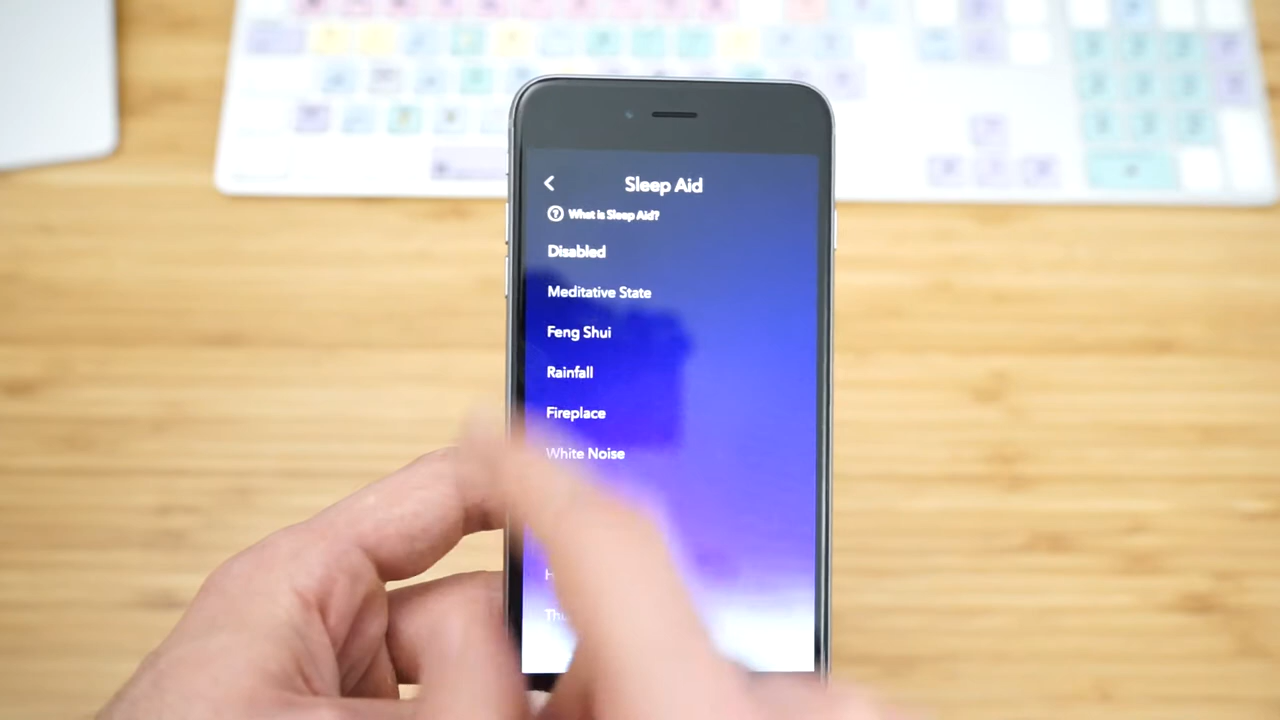 Sleep Aid
What is Sleep Aid?
Disabled
Meditative State
Feng Shui
Rainfall
Fireplace
White Noise